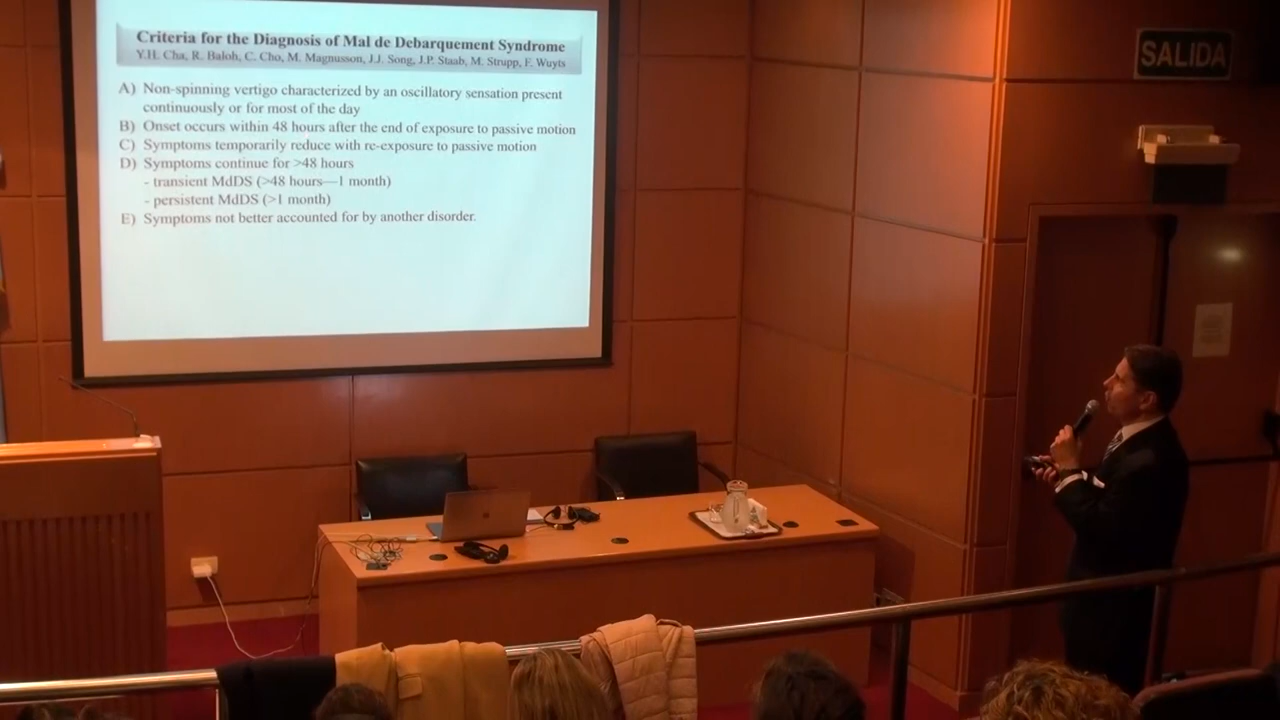 Criteria for the Diagnosis of Mal de Debarquement Syndrome
Y.H. Cha, R. Baloh, C. Cho, M. Magnusson, J.J. Song, J.P. Staab, M. Strupp, F. Wuyts
A) Non-spinning vertigo characterized by an oscillatory sensation present
continuously or for most of the day
B) Onset occurs within 48 hours after the end of exposure to passive motion
C) Symptoms temporarily reduce with re-exposure to passive motion
D) Symptoms continue for >48 hours
- transient MdDS (>48 hours—1 month)
- persistent MdDS (>1 month)
E) Symptoms not better accounted for by another disorder.
SALIDA